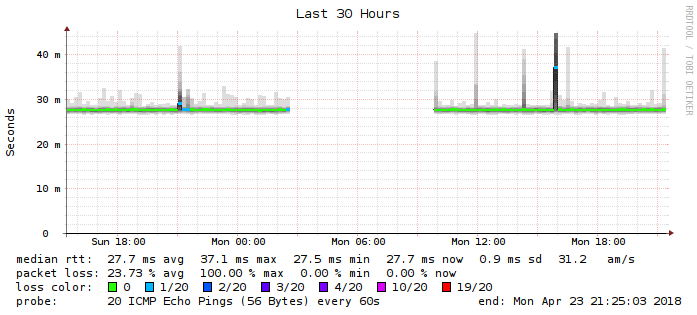 Last 30 Hours
RRDTOOL / TOBI OETIKER
Seconds
40 m
30 m
20 m
10 m
0
Sun 18:00 Mon 00:00 Mon 06:00 Mon 12:00 Mon 18:00
median rtt: 27.7 ms avg 37.1 ms max 27.5 ms min 27.7 ms now 0.9 ms sd 31.2 am/s
packet loss: 23.73 % avg 100.00 % max 0.00 % min 0.00 % now
loss color: 0 1/20 2/20 3/20 4/20 10/20 19/20
probe: 20 ICMP Echo Pings (56 Bytes) every 60s end: Mon Apr 23 21:25:03 2018